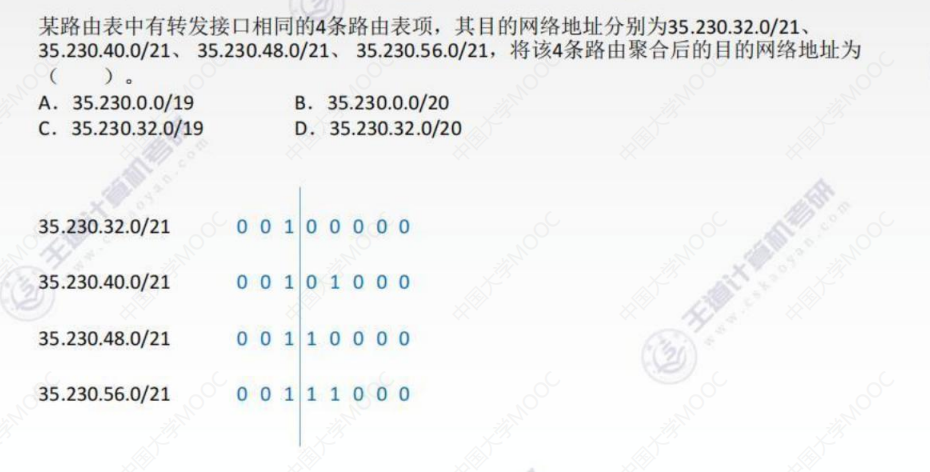 某路由表中有转发接口相同的4条路由表项，其目的网络地址分别为35.230.32.0/21、
35.230.40.0/21、 35.230.48.0/21、 35.230.56.0/21，将该4条路由聚合后的目的网络地址为
（　　）。
A．35.230.0.0/19 B．35.230.0.0/20
C．35.230.32.0/19 D．35.230.32.0/20
35.230.32.0/21 0 0 1 0 0 0 0 0
35.230.40.0/21 0 0 1 0 1 0 0 0
35.230.48.0/21 0 0 1 1 0 0 0 0
35.230.56.0/21 0 0 1 1 1 0 0 0
王道计算机考研
www.cskaoyan.com
中国大学MOOC